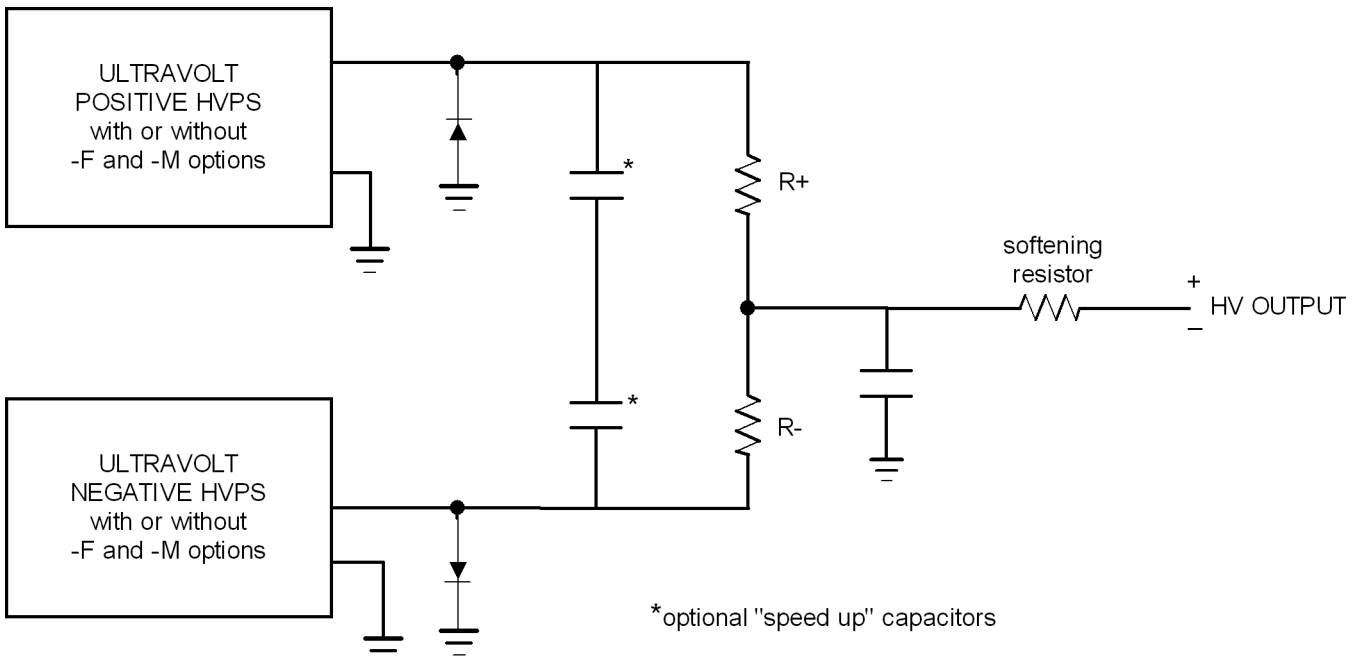 ULTRAVOLT
POSITIVE HVPS
with or without
-F and -M options
*
R+
softening
resistor
+
HV OUTPUT
–
*
R-
ULTRAVOLT
NEGATIVE HVPS
with or without
-F and -M options
*optional "speed up" capacitors